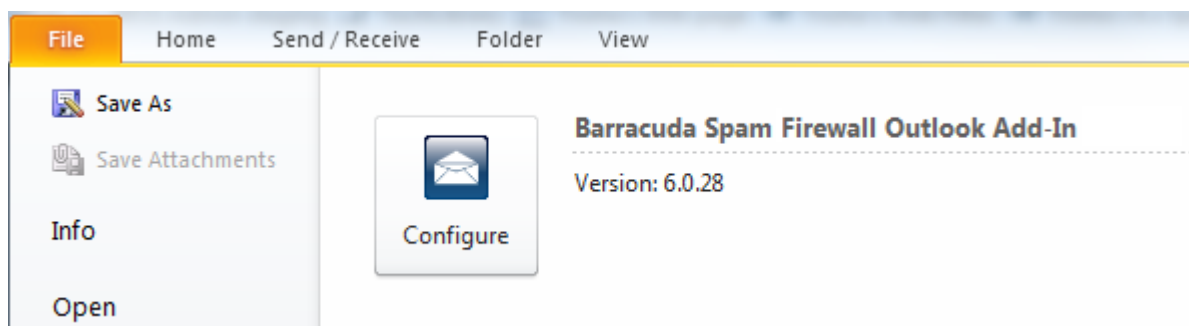 File Home Send / Receive Folder View
Save As
Save Attachments
Info
Open
Configure
Barracuda Spam Firewall Outlook Add-In
Version: 6.0.28